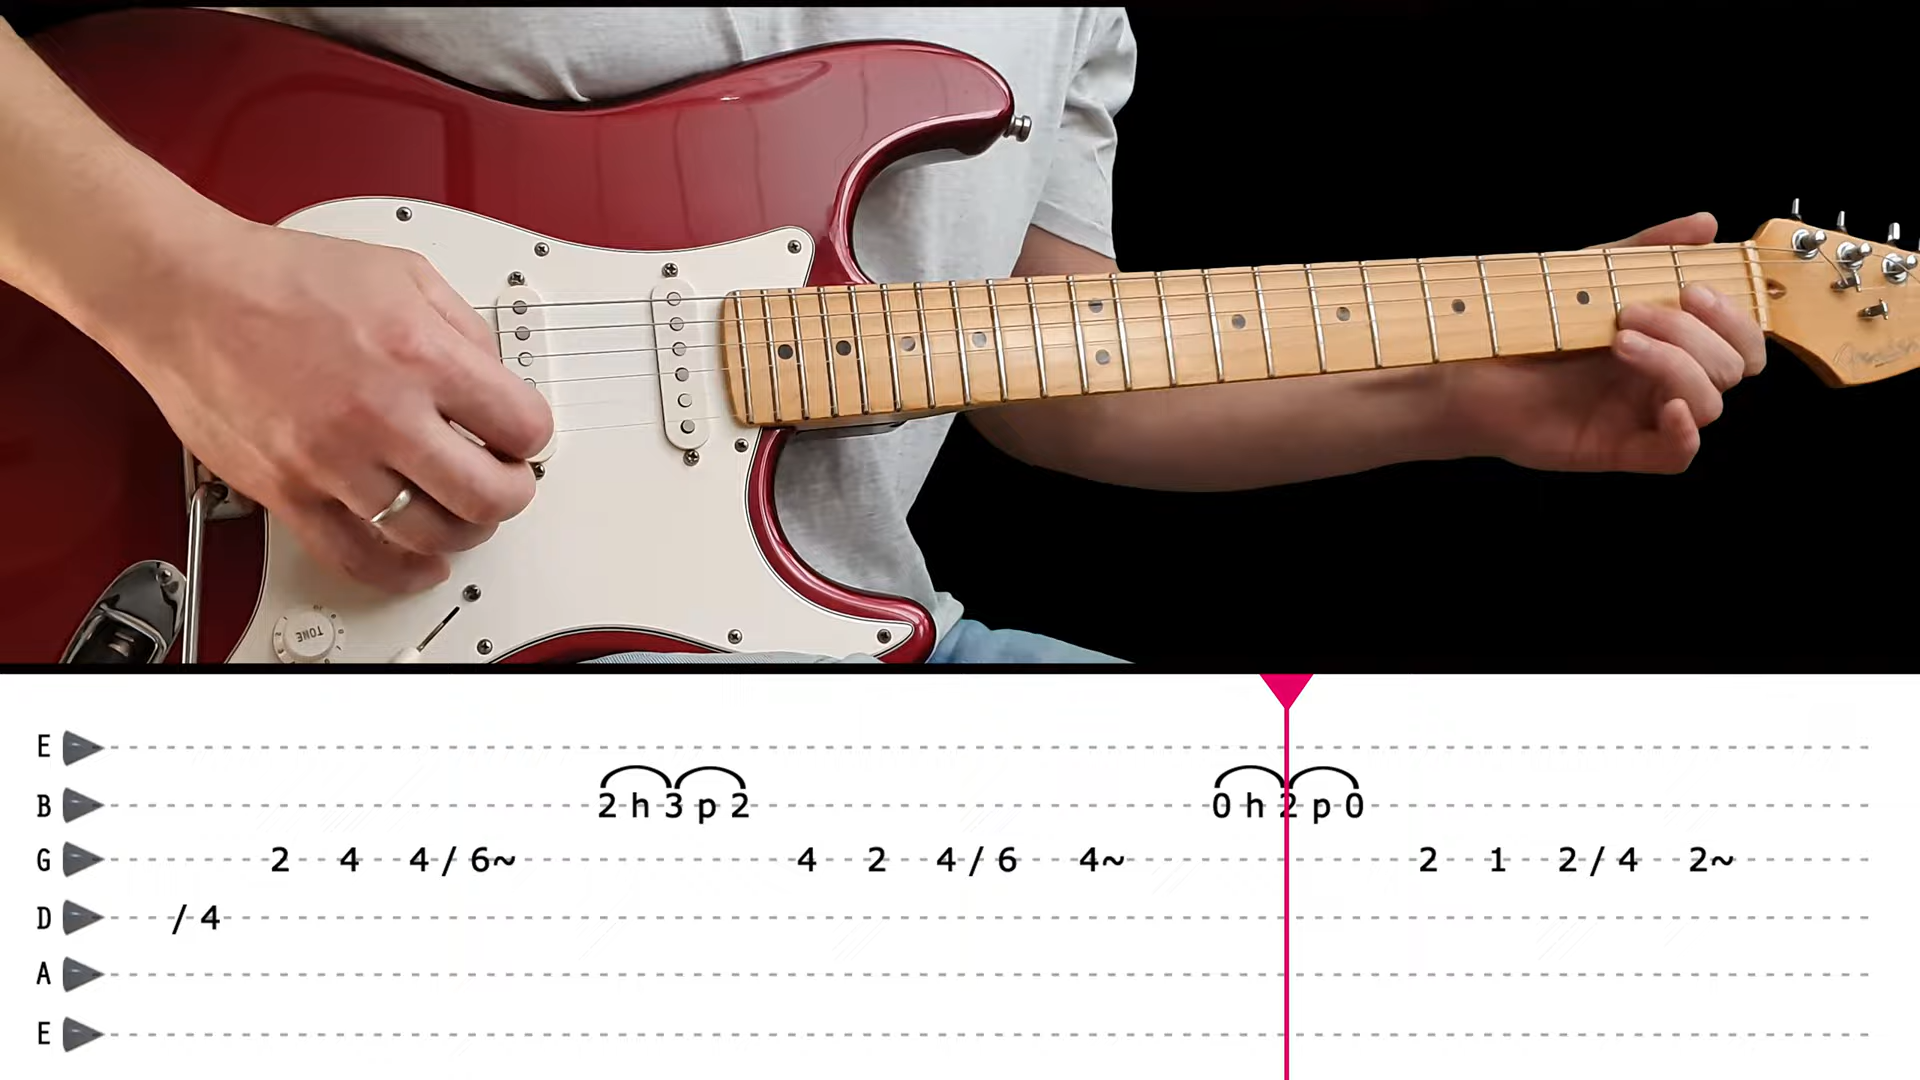 TONE
E
B 2 h 3 p 2 0 h 2 p 0
G 2 4 4 / 6~ 4 2 4 / 6 4~ 2 1 2 / 4 2~
D / 4
A
E